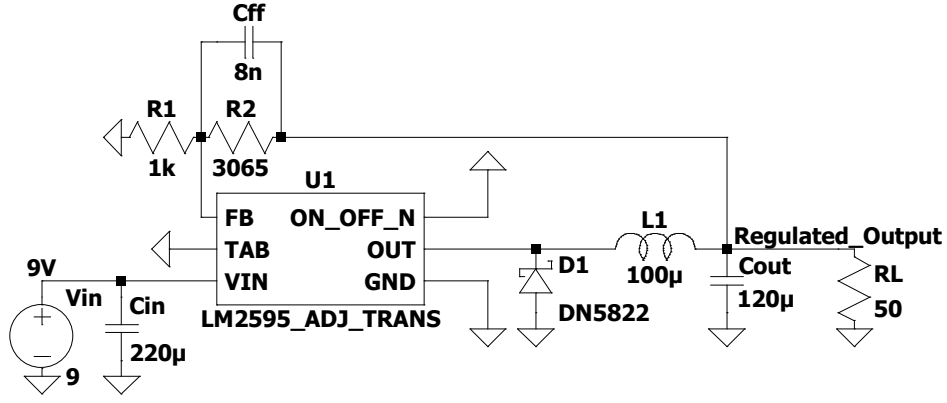 Cff
8n
R1
R2
1k
3065
U1
FB
ON_OFF_N
TAB
OUT
VIN
GND
LM2595_ADJ_TRANS
9V
Vin
Cin
220µ
9
D1
DN5822
L1
100µ
Regulated_Output
Cout
120µ
RL
50